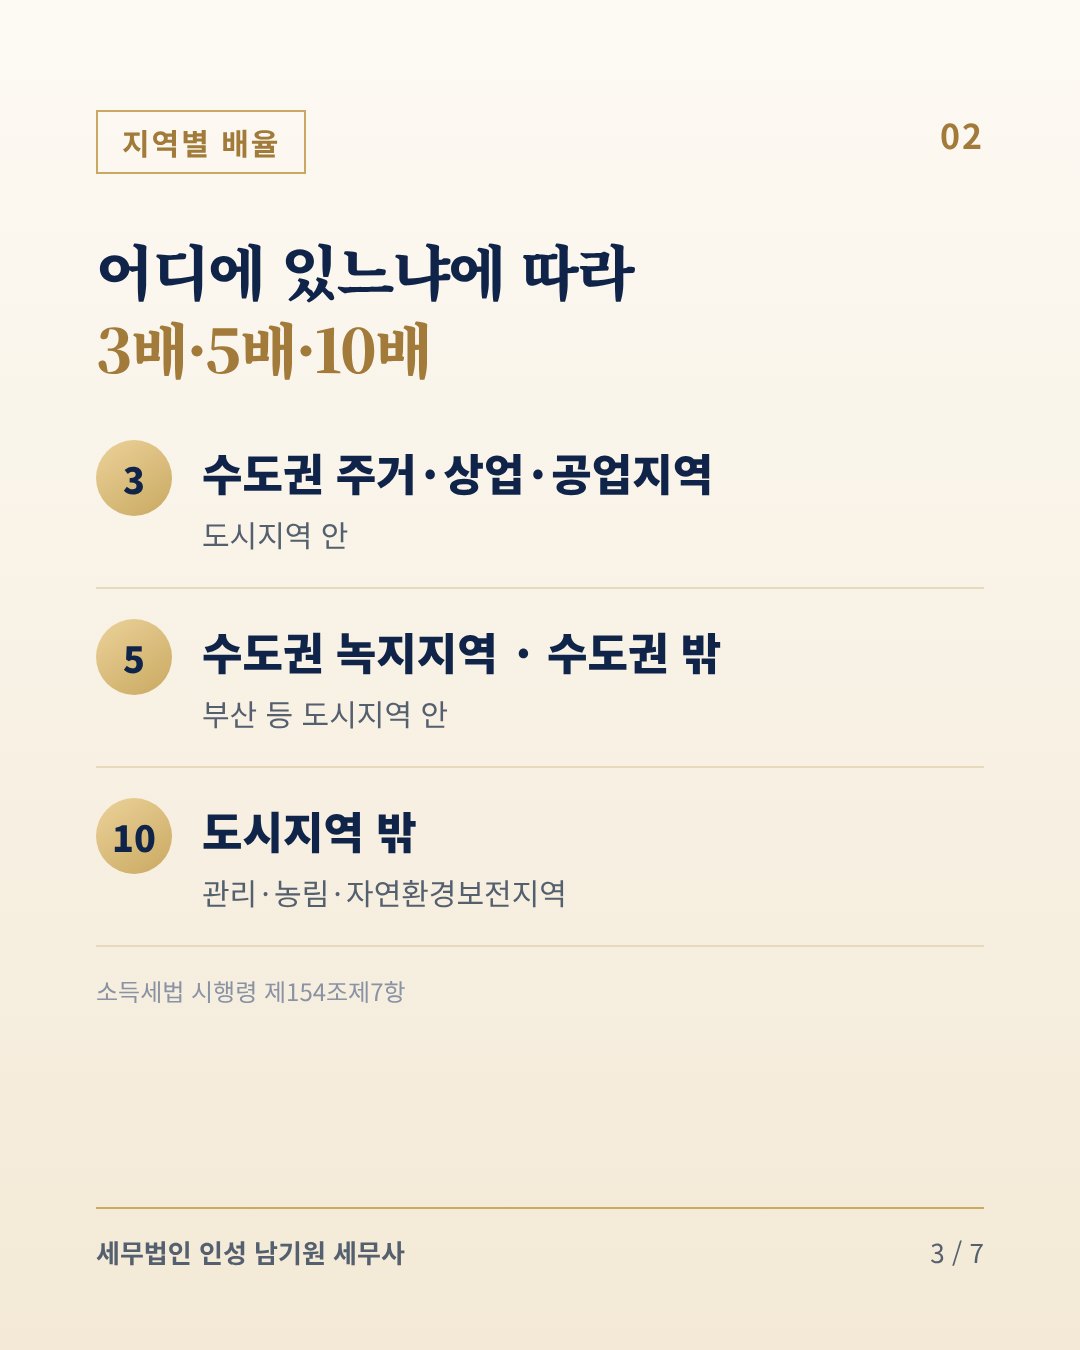 지역별 배율
02
어디에 있느냐에 따라
3배·5배·10배
3
수도권 주거·상업·공업지역
도시지역 안
5
수도권 녹지지역 · 수도권 밖
부산 등 도시지역 안
10
도시지역 밖
관리·농림·자연환경보전지역
소득세법 시행령 제154조제7항
세무법인 인성 남기원 세무사
3 / 7